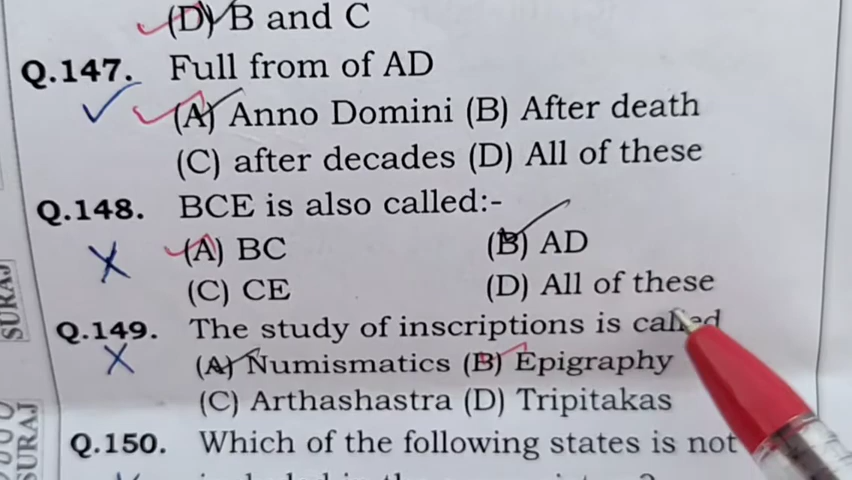 (D) B and C
Q.147. Full from of AD
(A) Anno Domini (B) After death
(C) after decades (D) All of these
Q.148. BCE is also called:-
(A) BC (B) AD
(C) CE (D) All of these
Q.149. The study of inscriptions is called
(A) Numismatics (B) Epigraphy
(C) Arthashastra (D) Tripitakas
Q.150. Which of the following states is not
SURAJ
SURAJ